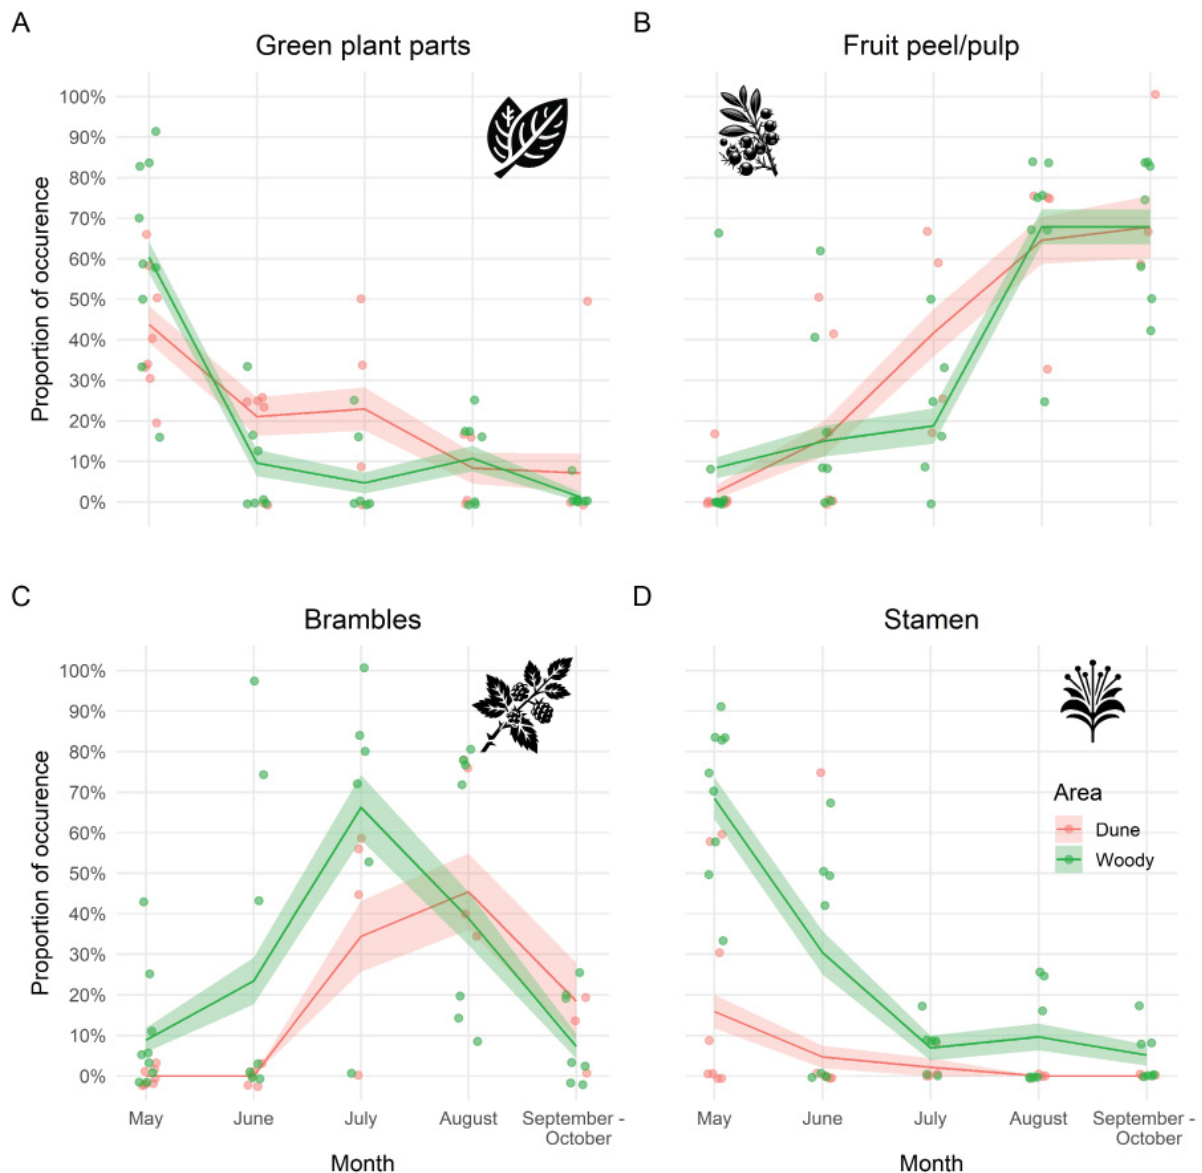 A
Green plant parts
100%
90%
80%
70%
60%
50%
40%
30%
20%
10%
0%
Proportion of occurence
B
Fruit peel/pulp
C
Brambles
100%
90%
80%
70%
60%
50%
40%
30%
20%
10%
0%
Proportion of occurence
May
June
July
August
September -
October
Month
D
Stamen
Area
Dune
Woody
May
June
July
August
September -
October
Month